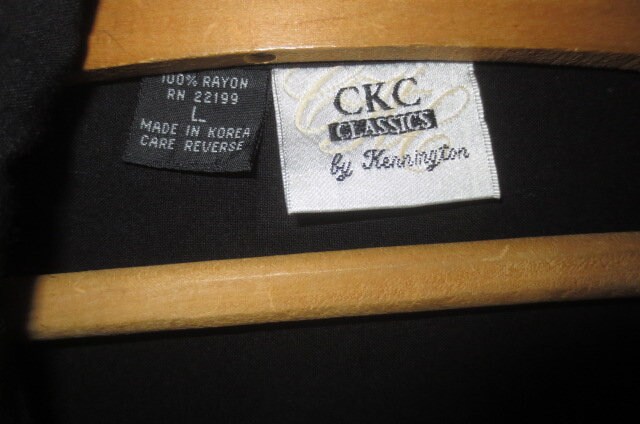 100% RAYON
RN 22199
L
MADE IN KOREA
CARE REVERSE
CKC
CLASSICS
by Kennington